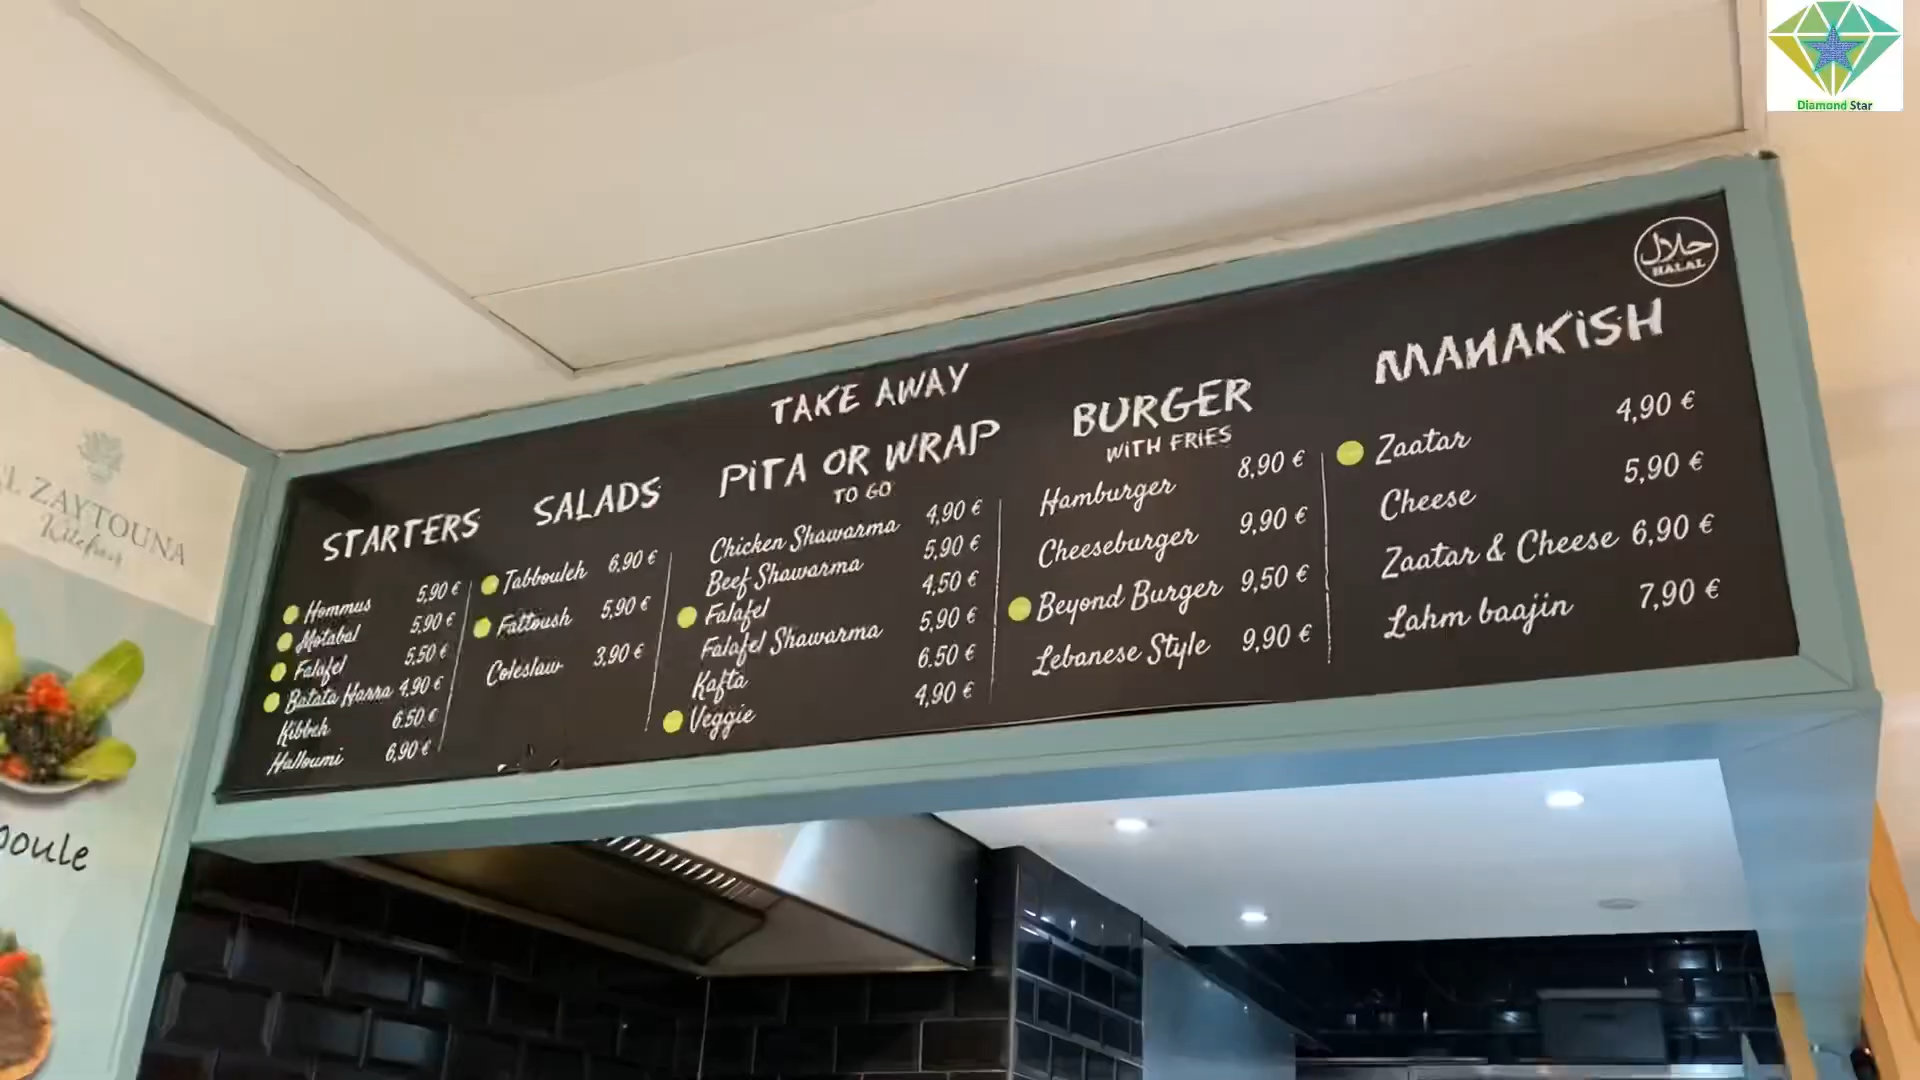 Diamond Star
حلال
HALAL
TAKE AWAY
STARTERS
Hommus 5,90 €
Motabal 5,90 €
Falafel 5,50 €
Batata Harra 4,90 €
Kibbeh 6.50 €
Halloumi 6,90 €
SALADS
Tabbouleh 6,90 €
Fattoush 5,90 €
Coleslaw 3,90 €
PiTA OR WRAP
TO GO
Chicken Shawarma 4,90 €
Beef Shawarma 5,90 €
Falafel 4,50 €
Falafel Shawarma 5,90 €
Kafta 6.50 €
Veggie 4,90 €
BURGER
WiTH FRiES
Hamburger 8,90 €
Cheeseburger 9,90 €
Beyond Burger 9,50 €
Lebanese Style 9,90 €
MANAKiSH
Zaatar 4,90 €
Cheese 5,90 €
Zaatar & Cheese 6,90 €
Lahm baajin 7,90 €
L ZAYTOUNA
Kitchen
oule